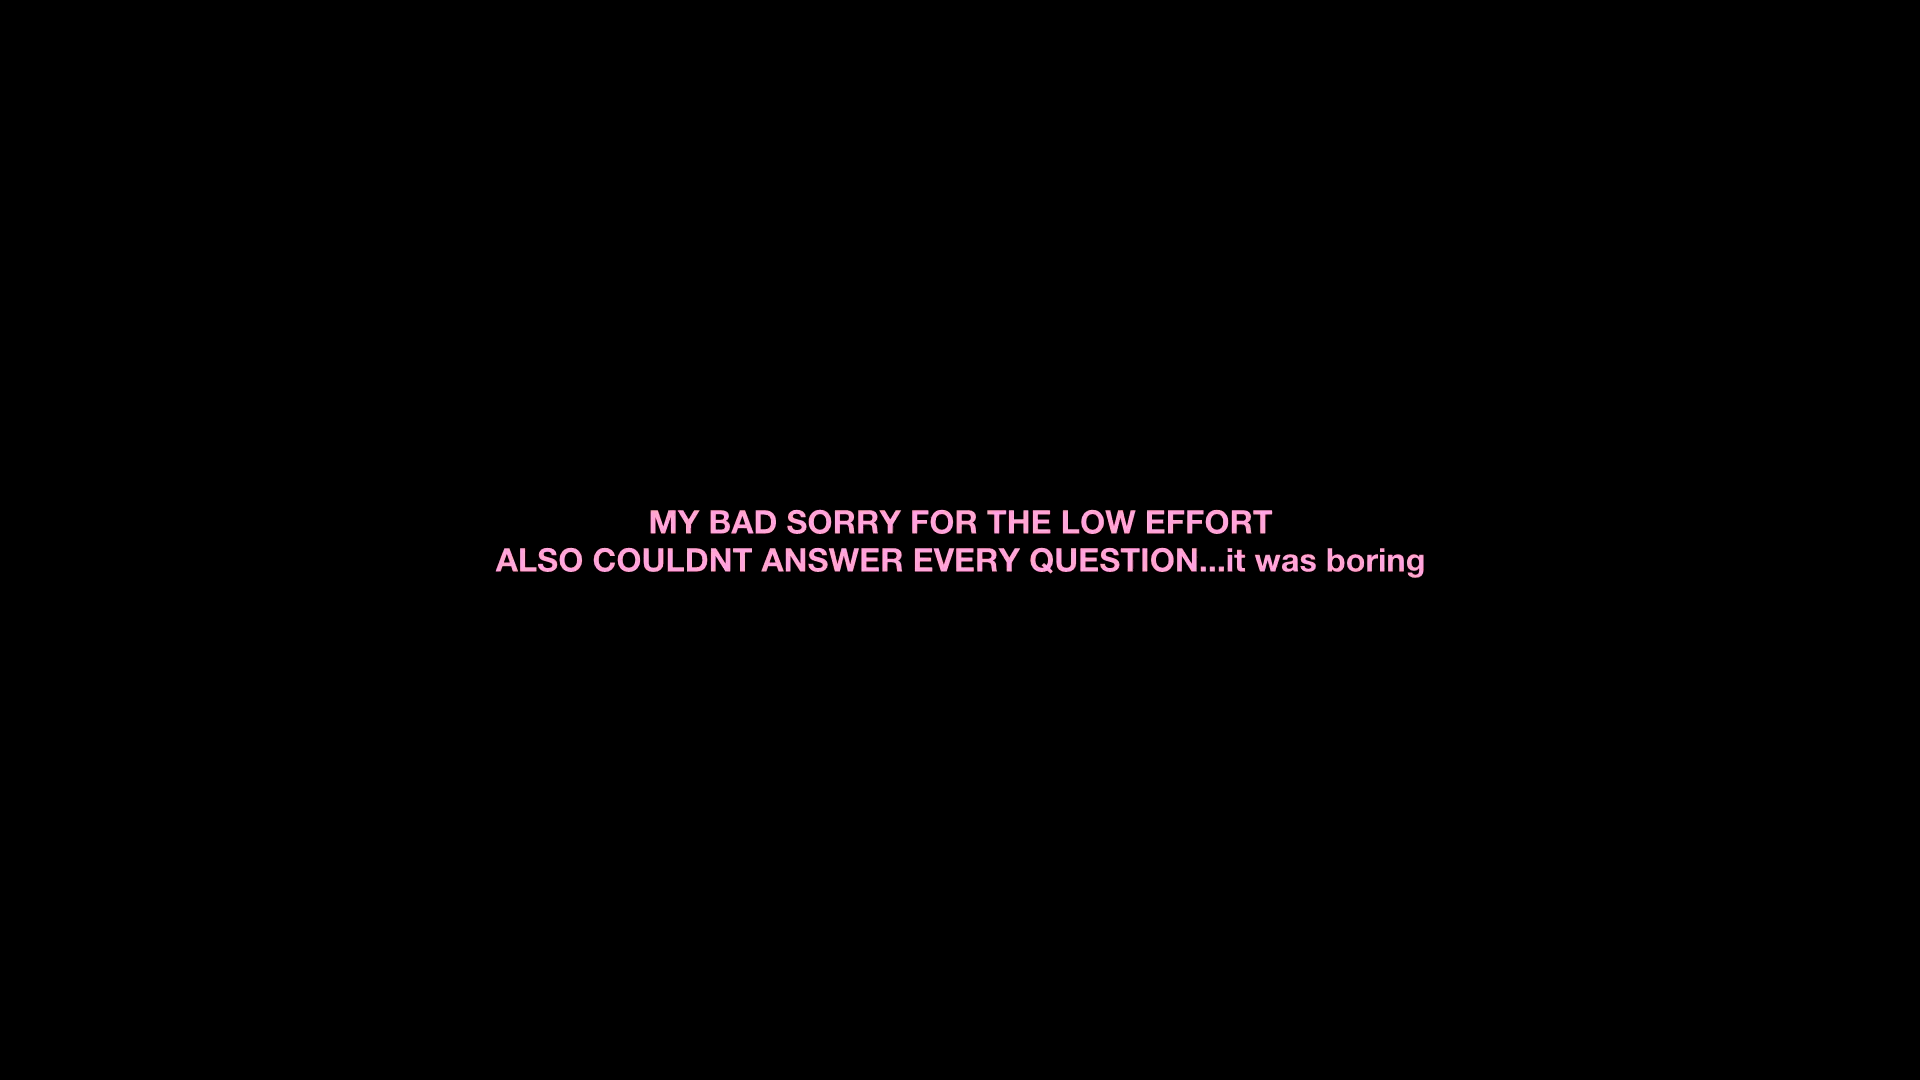 MY BAD SORRY FOR THE LOW EFFORT
ALSO COULDNT ANSWER EVERY QUESTION...it was boring